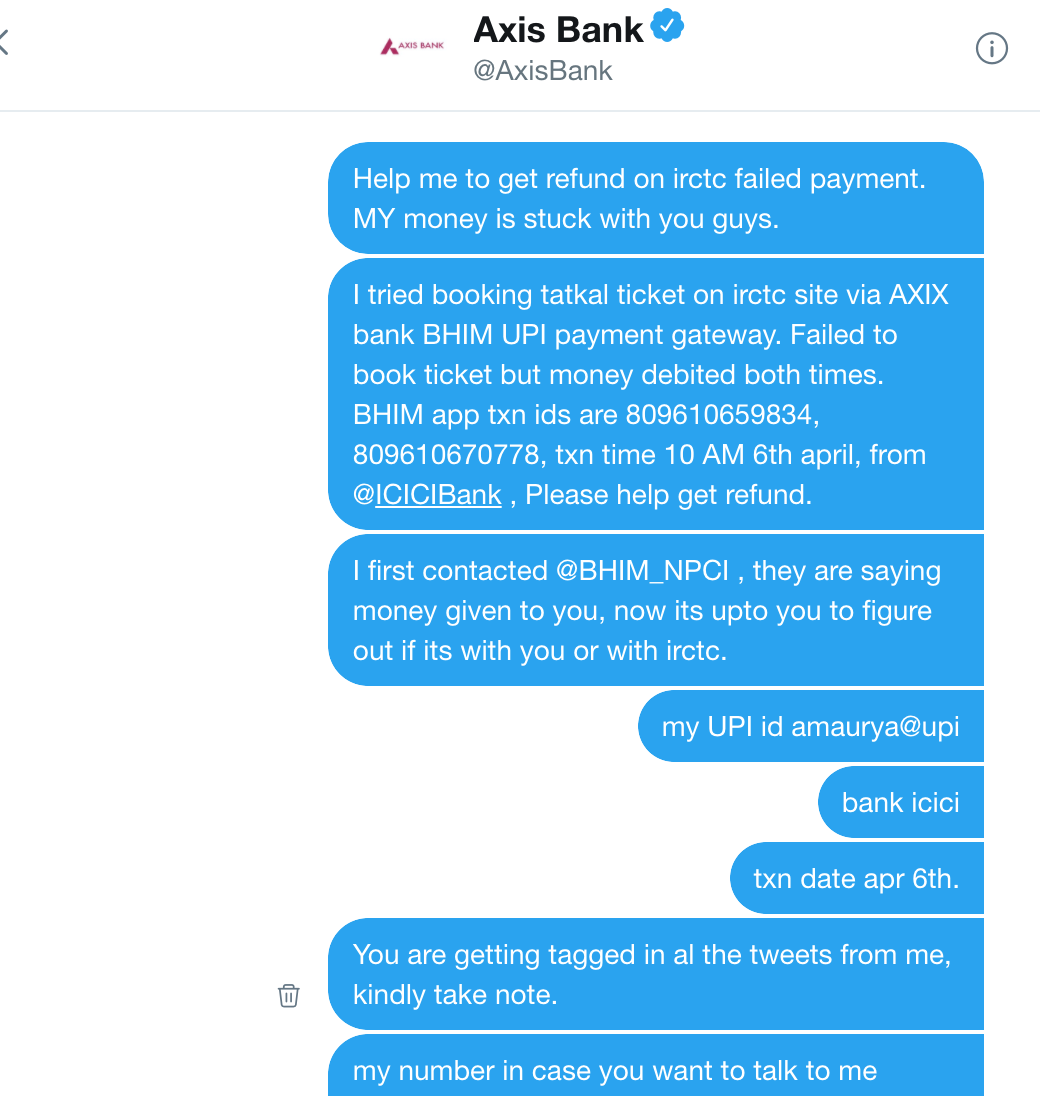 AXIS BANK
Axis Bank
@AxisBank
Help me to get refund on irctc failed payment.
MY money is stuck with you guys.
I tried booking tatkal ticket on irctc site via AXIX
bank BHIM UPI payment gateway. Failed to
book ticket but money debited both times.
BHIM app txn ids are 809610659834,
809610670778, txn time 10 AM 6th april, from
@ICICIBank , Please help get refund.
I first contacted @BHIM_NPCI , they are saying
money given to you, now its upto you to figure
out if its with you or with irctc.
my UPI id amaurya@upi
bank icici
txn date apr 6th.
You are getting tagged in al the tweets from me,
kindly take note.
my number in case you want to talk to me